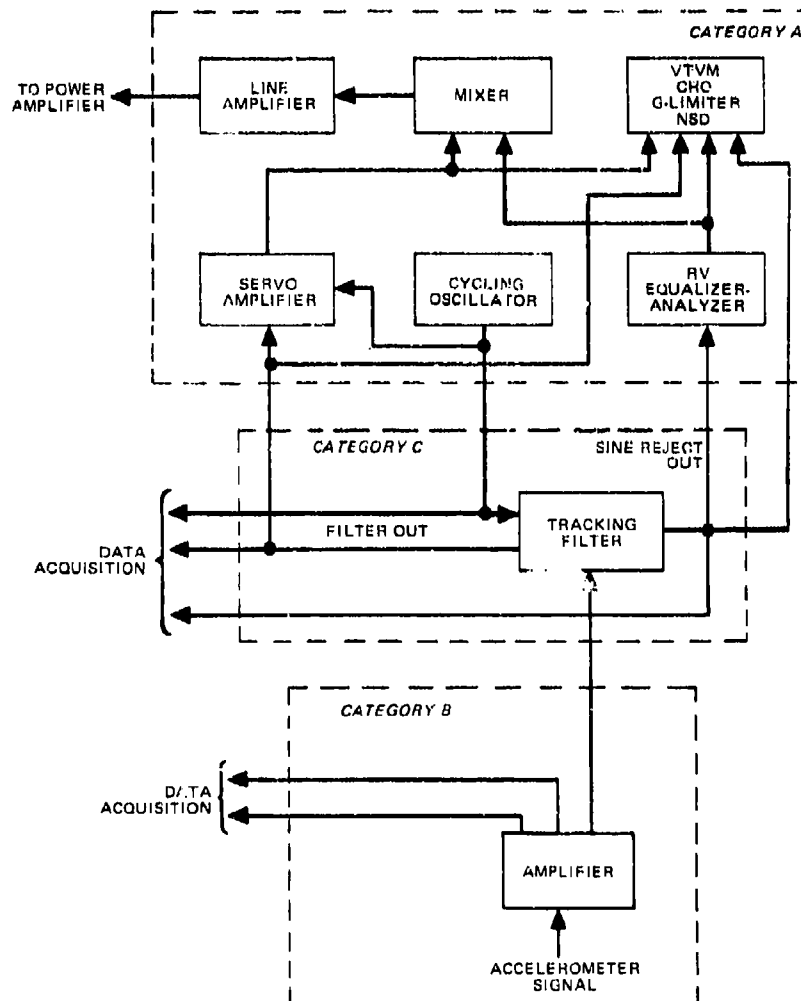 CATEGORY A
TO POWER
AMPLIFIER
LINE
AMPLIFIER
MIXER
VTVM
CRO
G-LIMITER
NSD
SERVO
AMPLIFIER
CYCLING
OSCILLATOR
RV
EQUALIZER-
ANALYZER
CATEGORY C
SINE REJECT
OUT
FILTER OUT
TRACKING
FILTER
DATA
ACQUISITION
CATEGORY B
DATA
ACQUISITION
AMPLIFIER
ACCELEROMETER
SIGNAL